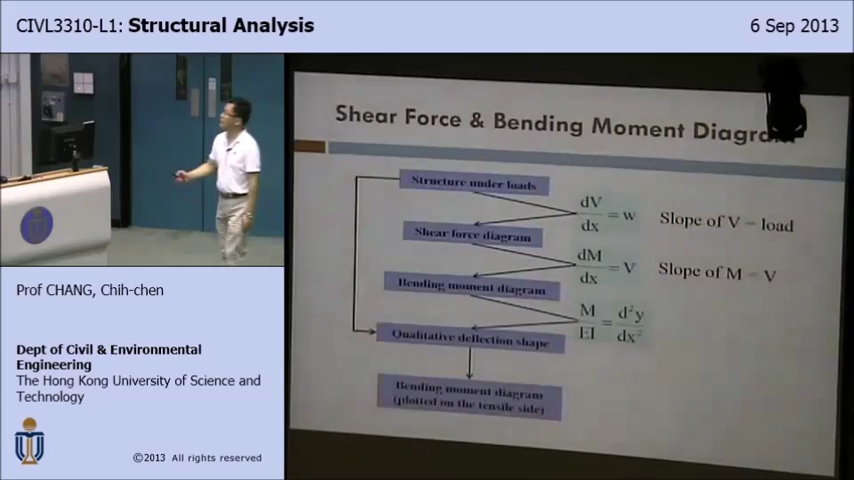 CIVL3310-L1: Structural Analysis
6 Sep 2013
Shear Force & Bending Moment Diagram
Structure under loads
dV/dx = w
Slope of V = load
Shear force diagram
dM/dx = V
Slope of M = V
Bending moment diagram
M/EI = d²y/dx²
Qualitative deflection shape
Bending moment diagram
(plotted on the tensile side)
Prof CHANG, Chih-chen
Dept of Civil & Environmental
Engineering
The Hong Kong University of Science and
Technology
©2013 All rights reserved